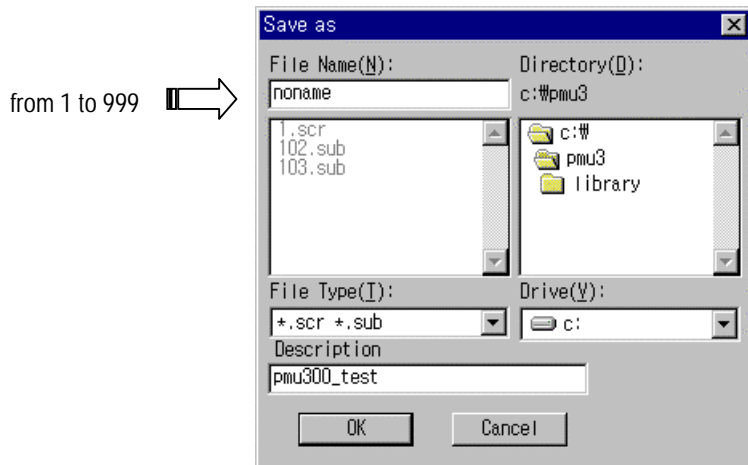 Save as
File Name(N):
noname
from 1 to 999
1.scr
102.sub
103.sub
File Type(T):
*.scr *.sub
Directory(D):
c:₩pmu3
c:₩
pmu3
library
Drive(V):
c:
Description
pmu300_test
OK
Cancel